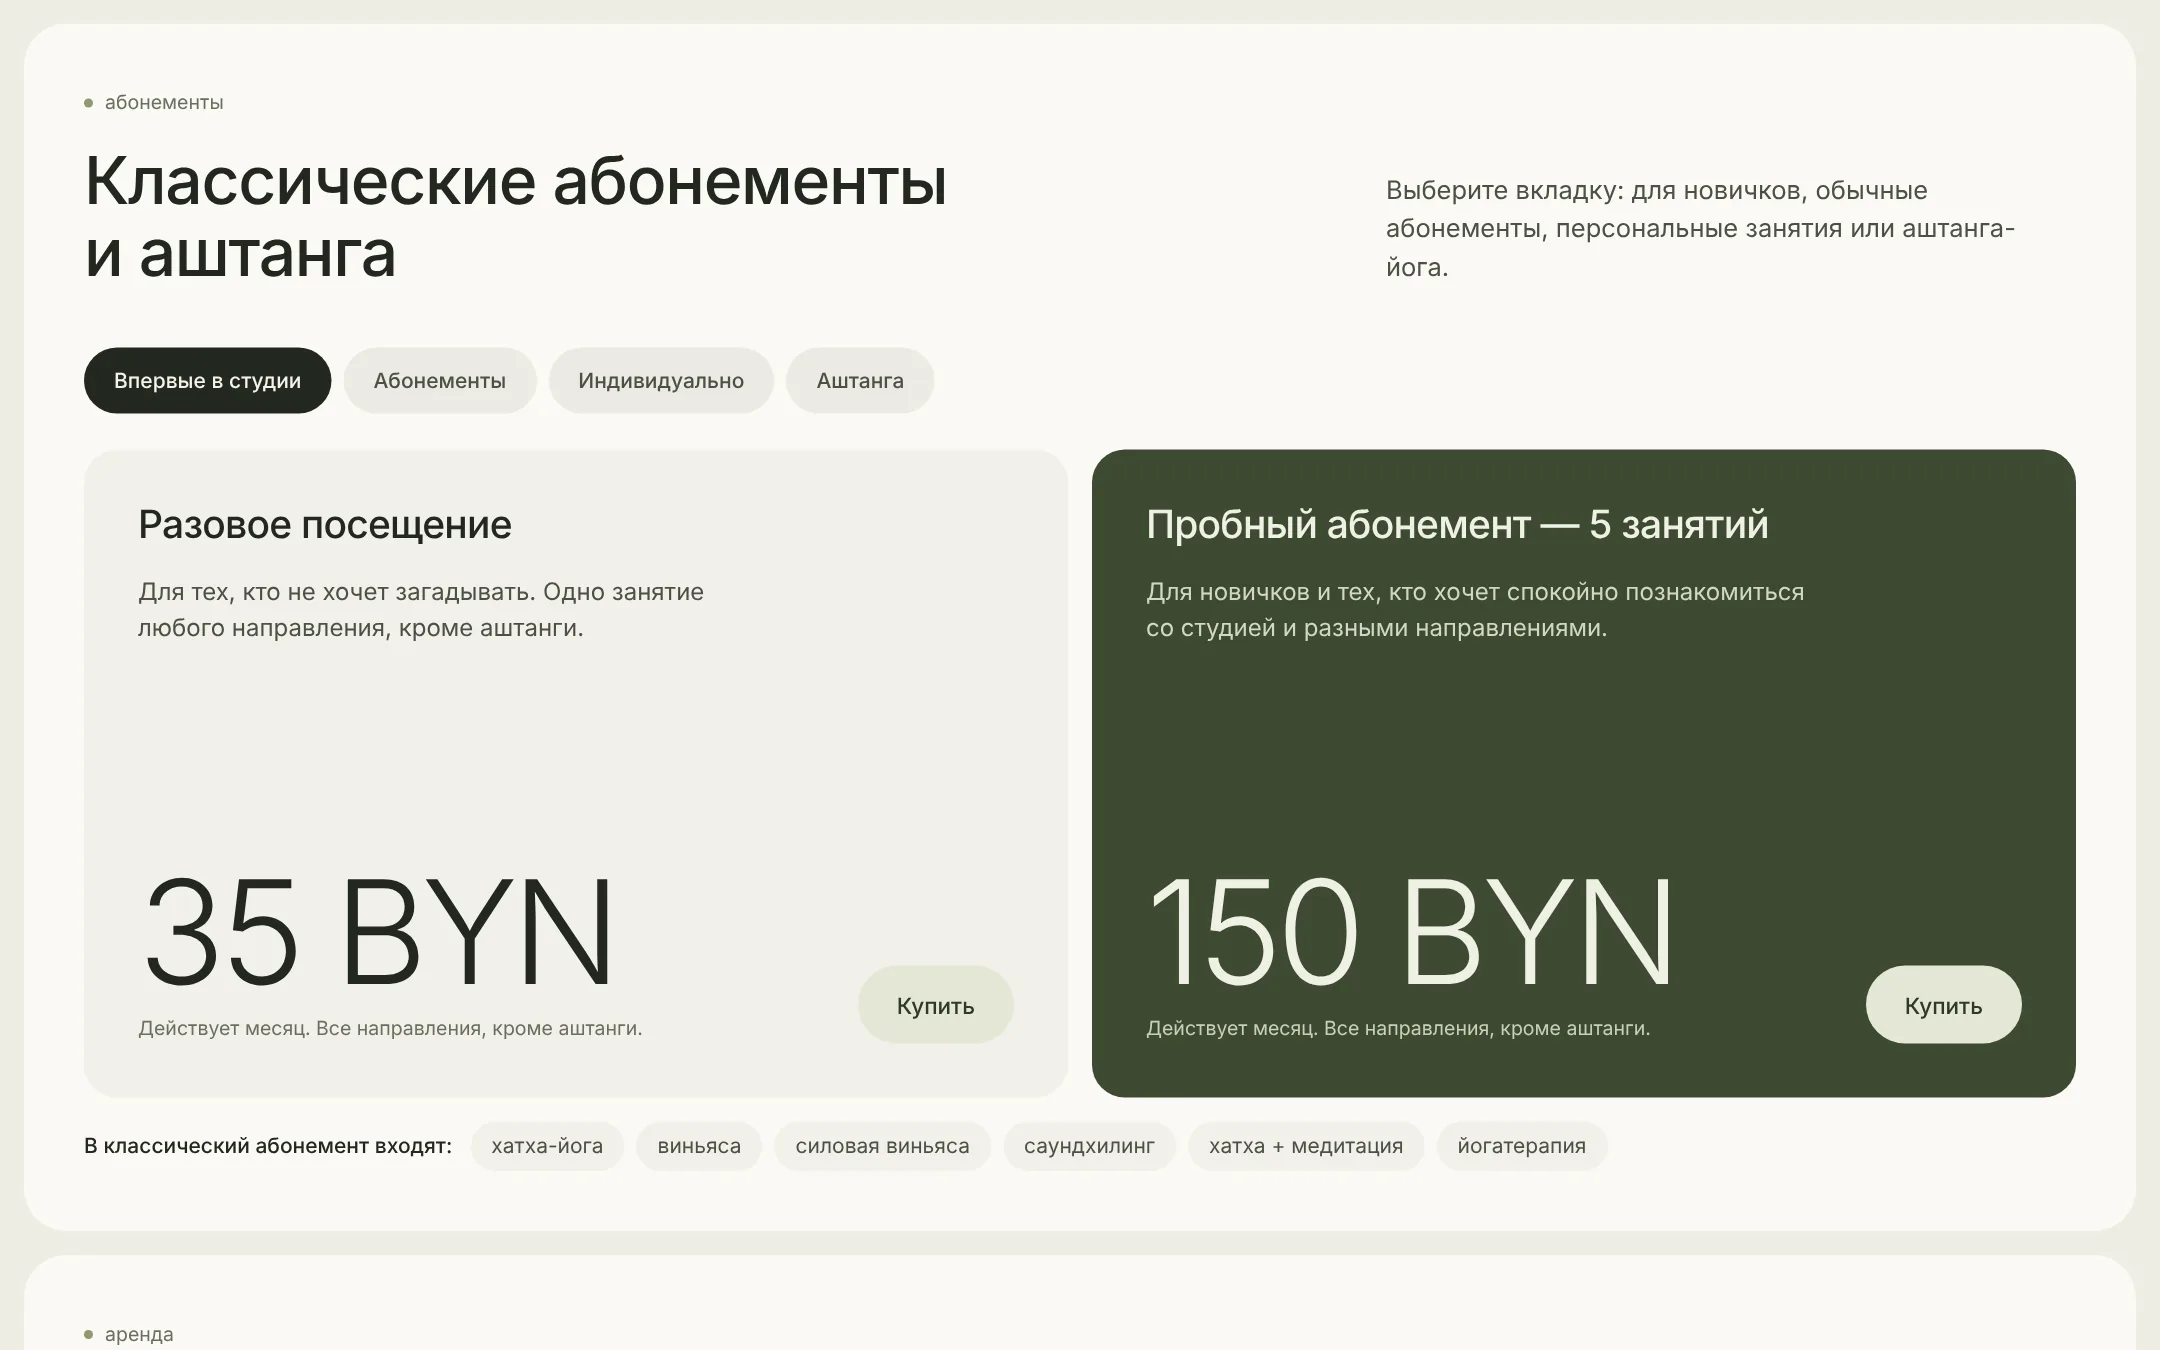 абонементы
Классические абонементы
и аштанга
Выберите вкладку: для новичков, обычные
абонементы, персональные занятия или аштанга-
йога.
Впервые в студии
Абонементы
Индивидуально
Аштанга
Разовое посещение
Для тех, кто не хочет загадывать. Одно занятие
любого направления, кроме аштанги.
35 BYN
Действует месяц. Все направления, кроме аштанги.
Купить
Пробный абонемент — 5 занятий
Для новичков и тех, кто хочет спокойно познакомиться
со студией и разными направлениями.
150 BYN
Действует месяц. Все направления, кроме аштанги.
Купить
В классический абонемент входят:
хатха-йога
виньяса
силовая виньяса
саундхилинг
хатха + медитация
йогатерапия
аренда